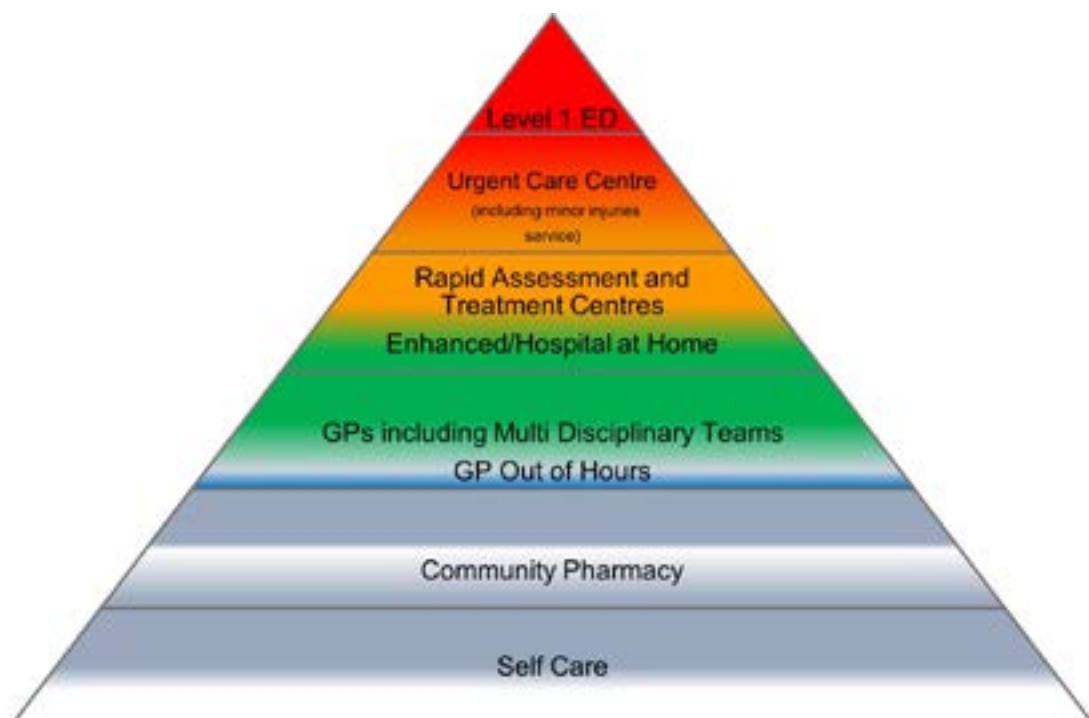 Level 1 ED
Urgent Care Centre
(including minor injuries
service)
Rapid Assessment and
Treatment Centres
Enhanced/Hospital at Home
GPs including Multi Disciplinary Teams
GP Out of Hours
Community Pharmacy
Self Care